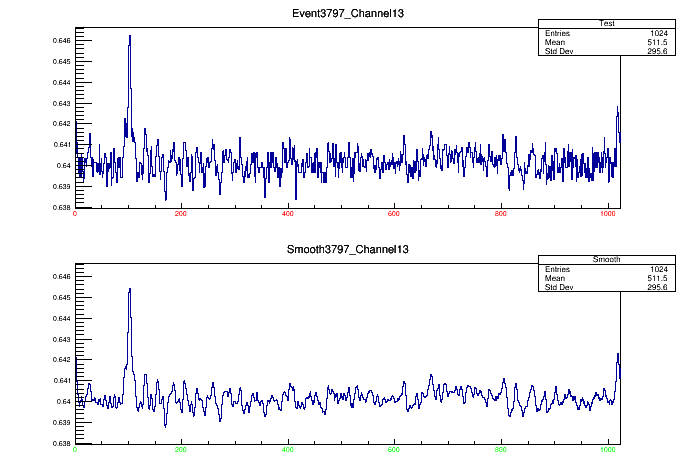 Event3797_Channel13
Test
Entries 1024
Mean 511.5
Std Dev 295.6
0.646
0.645
0.644
0.643
0.642
0.641
0.64
0.639
0.638
0 200 400 600 800 1000
Smooth3797_Channel13
Smooth
Entries 1024
Mean 511.5
Std Dev 295.6
0.646
0.645
0.644
0.643
0.642
0.641
0.64
0.639
0.638
0 200 400 600 800 1000